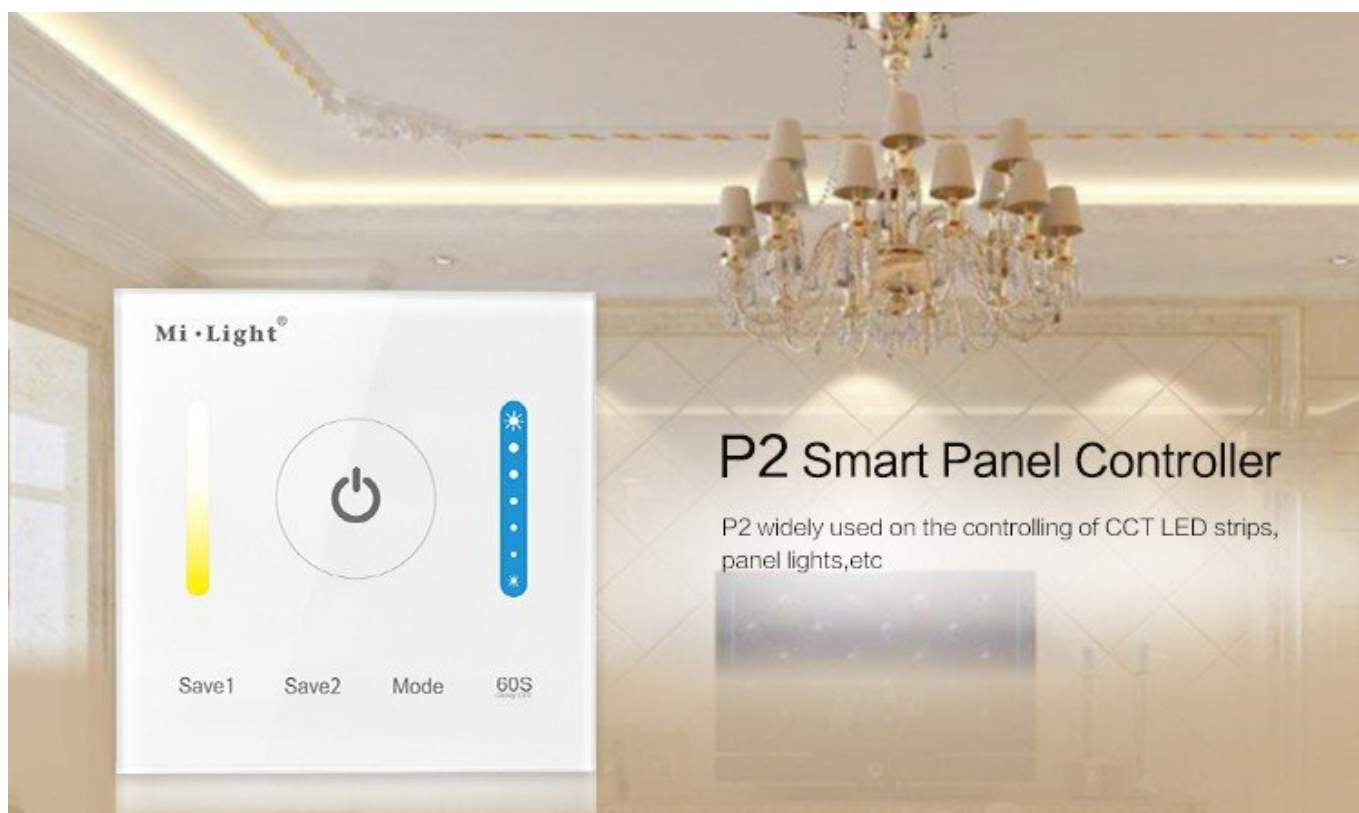 Mi·Light®
Save1 Save2 Mode 60S
P2 Smart Panel Controller
P2 widely used on the controlling of CCT LED strips,
panel lights,etc